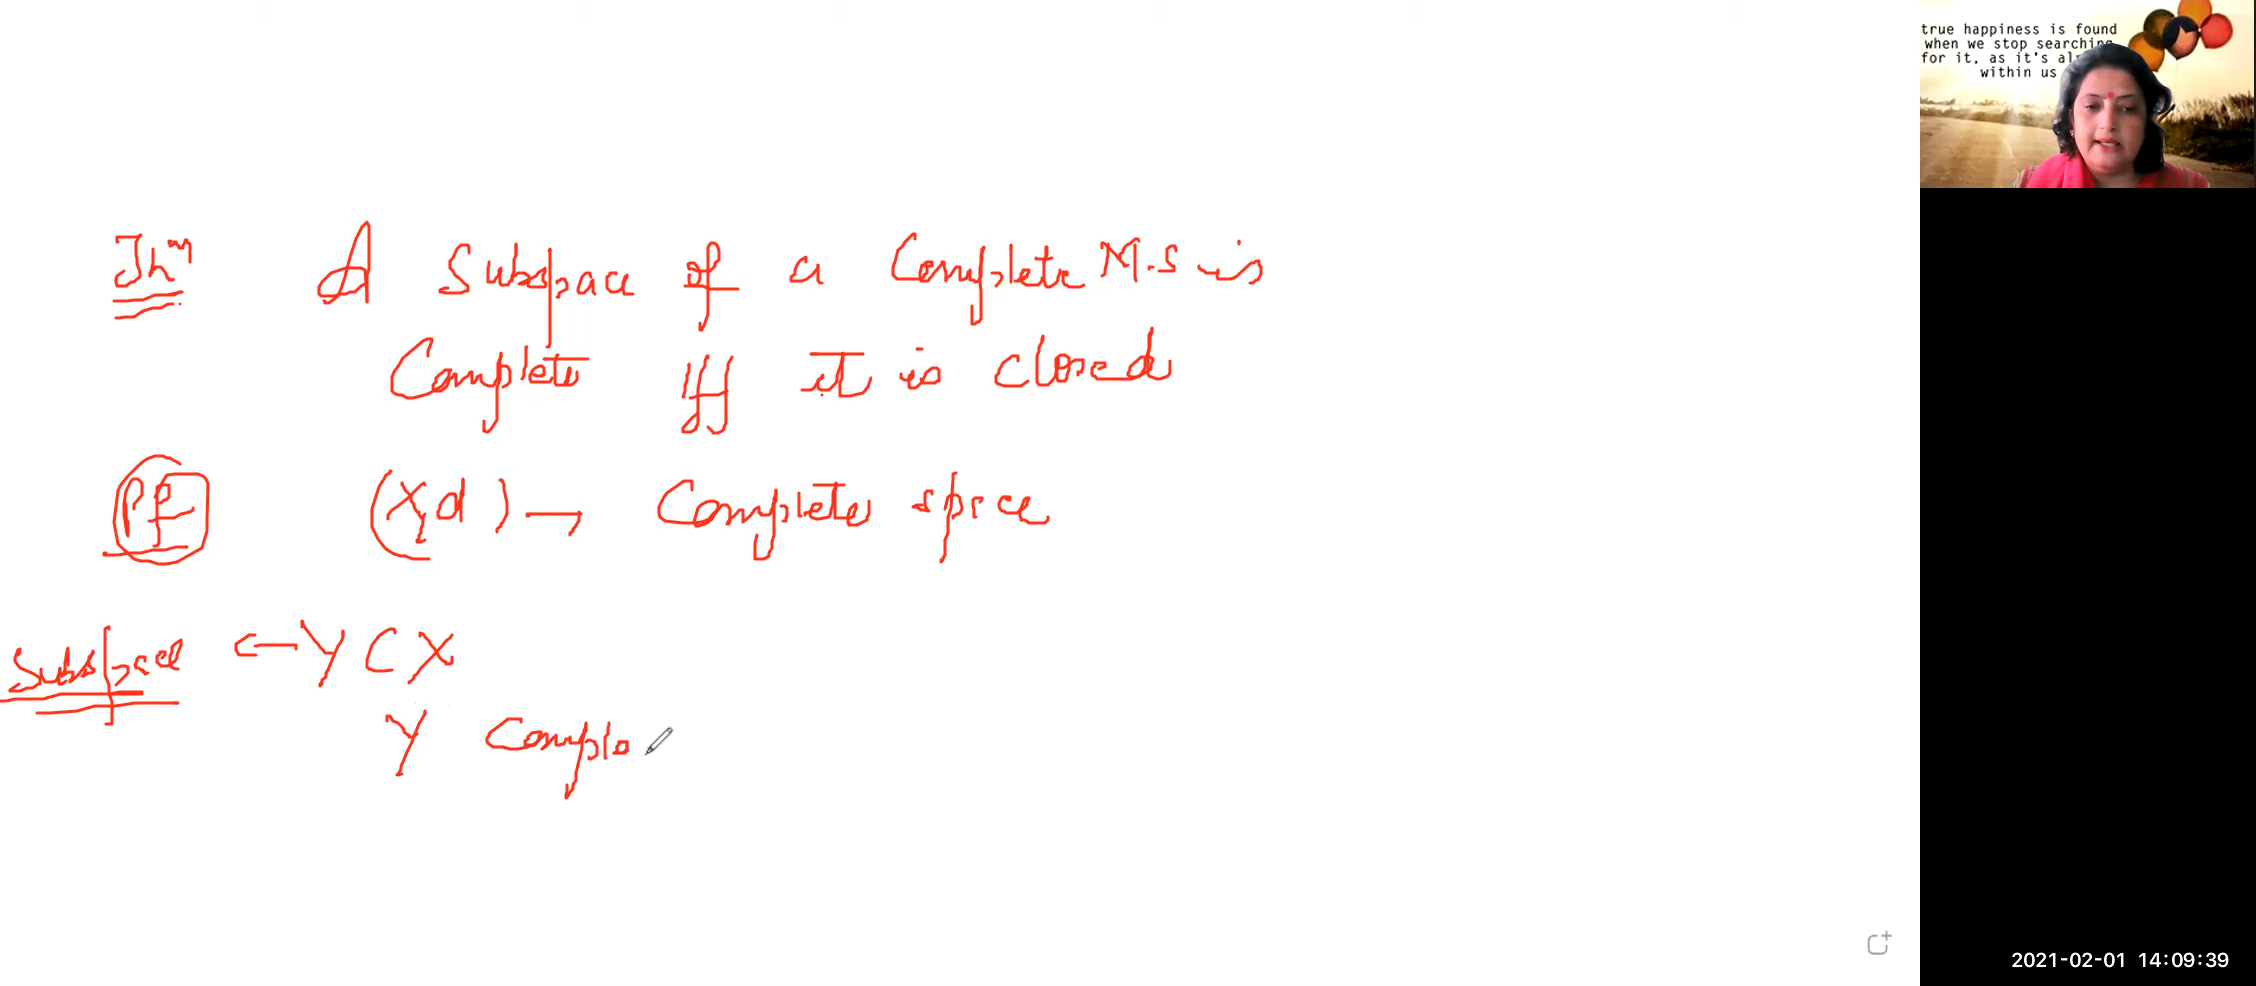 Thm A Subspace of a Complete M.S is
Complete iff it is closed
Pf (X,d) → Complete space
Subspace ← Y ⊂ X
Y Comple
true happiness is found
when we stop searching
for it, as it's al
within us
2021-02-01 14:09:39